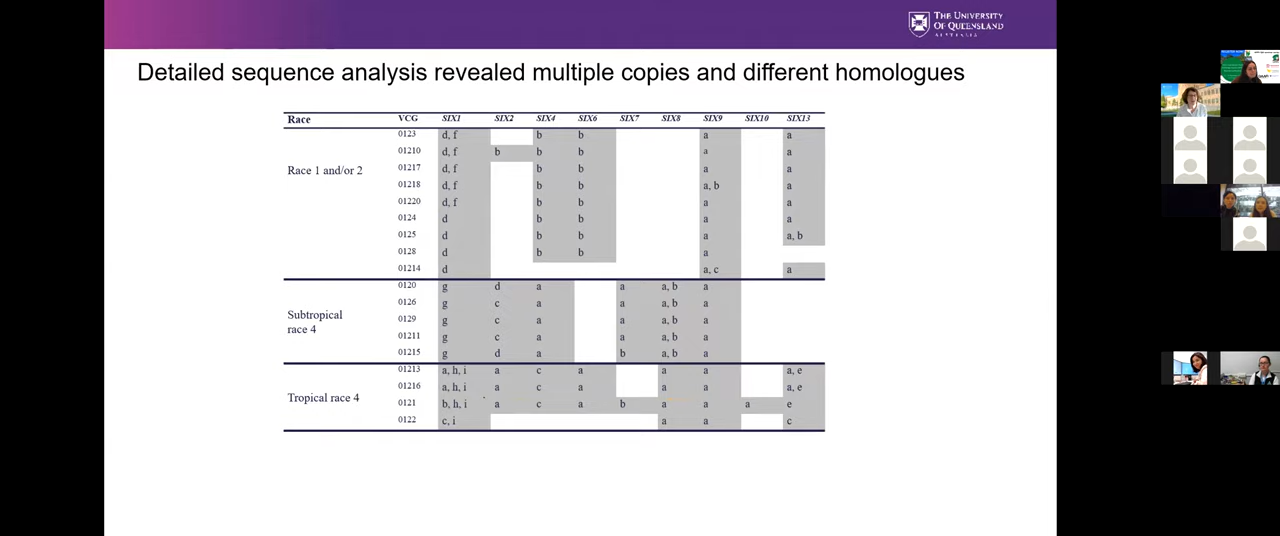 THE UNIVERSITY
OF QUEENSLAND
AUSTRALIA
Detailed sequence analysis revealed multiple copies and different homologues
Race VCG SIX1 SIX2 SIX4 SIX6 SIX7 SIX8 SIX9 SIX10 SIX13
0123 d, f b b a a
01210 d, f b b b a a
Race 1 and/or 2 01217 d, f b b a a
01218 d, f b b a, b a
01220 d, f b b a a
0124 d b b a a
0125 d b b a a, b
0128 d b b a
01214 d a, c a
0120 g d a a a, b a
0126 g c a a a, b a
Subtropical
race 4
0129 g c a a a, b a
01211 g c a a a, b a
01215 g d a b a, b a
01213 a, h, i a c a a a a, e
01216 a, h, i a c a a a a, e
Tropical race 4 0121 b, h, i a c a b a a a e
0122 c, i a a c